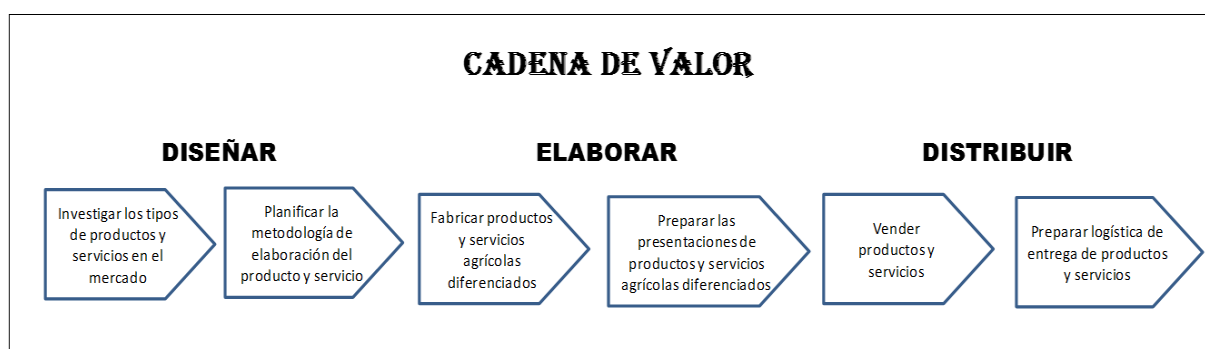 CADENA DE VALOR
DISEÑAR
Investigar los tipos
de productos y
servicios en el
mercado
Planificar la
metodología de
elaboración del
producto y servicio
ELABORAR
Fabricar productos
y servicios
agrícolas
diferenciados
Preparar las
presentaciones de
productos y servicios
agrícolas diferenciados
DISTRIBUIR
Vender
productos y
servicios
Preparar logística de
entrega de productos
y servicios